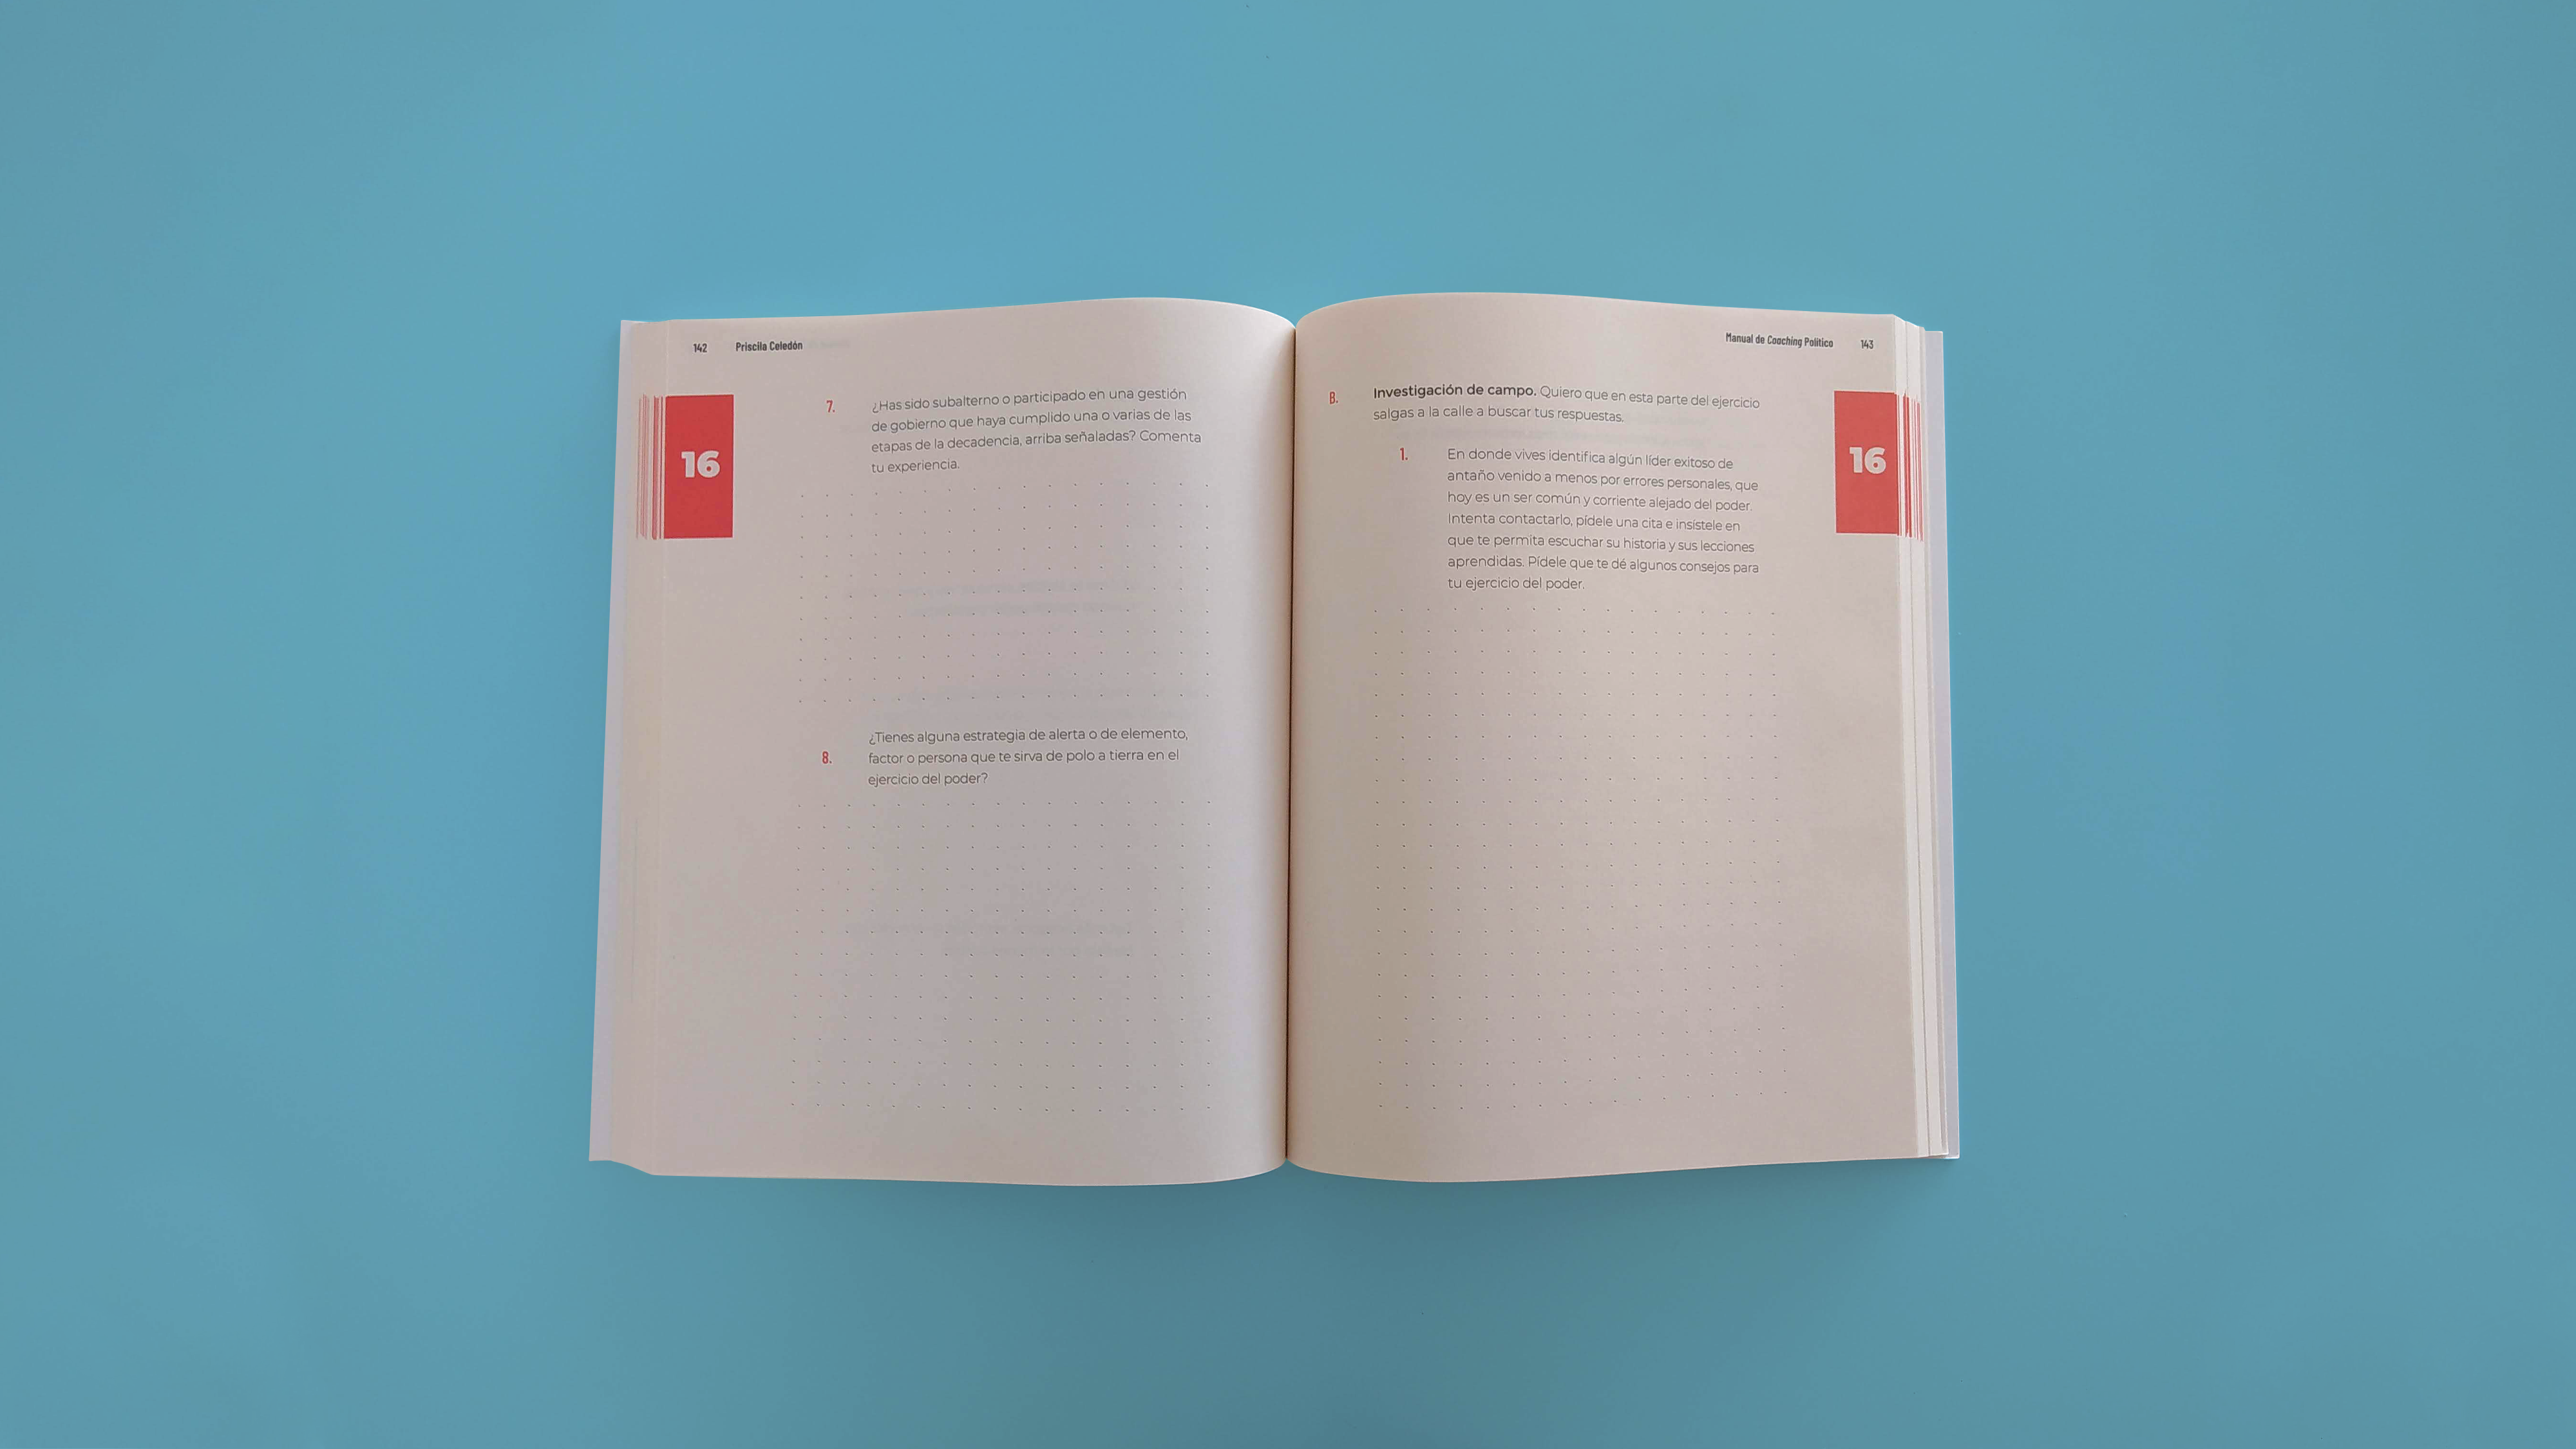 142 Priscila Celedón
16
7. ¿Has sido subalterno o participado en una gestión
de gobierno que haya cumplido una o varias de las
etapas de la decadencia, arriba señaladas? Comenta
tu experiencia.
8. ¿Tienes alguna estrategia de alerta o de elemento,
factor o persona que te sirva de polo a tierra en el
ejercicio del poder?
Manual de Coaching Político 143
16
B. Investigación de campo. Quiero que en esta parte del ejercicio
salgas a la calle a buscar tus respuestas.
1. En donde vives identifica algún líder exitoso de
antaño venido a menos por errores personales, que
hoy es un ser común y corriente alejado del poder.
Intenta contactarlo, pídele una cita e insístele en
que te permita escuchar su historia y sus lecciones
aprendidas. Pídele que te dé algunos consejos para
tu ejercicio del poder.